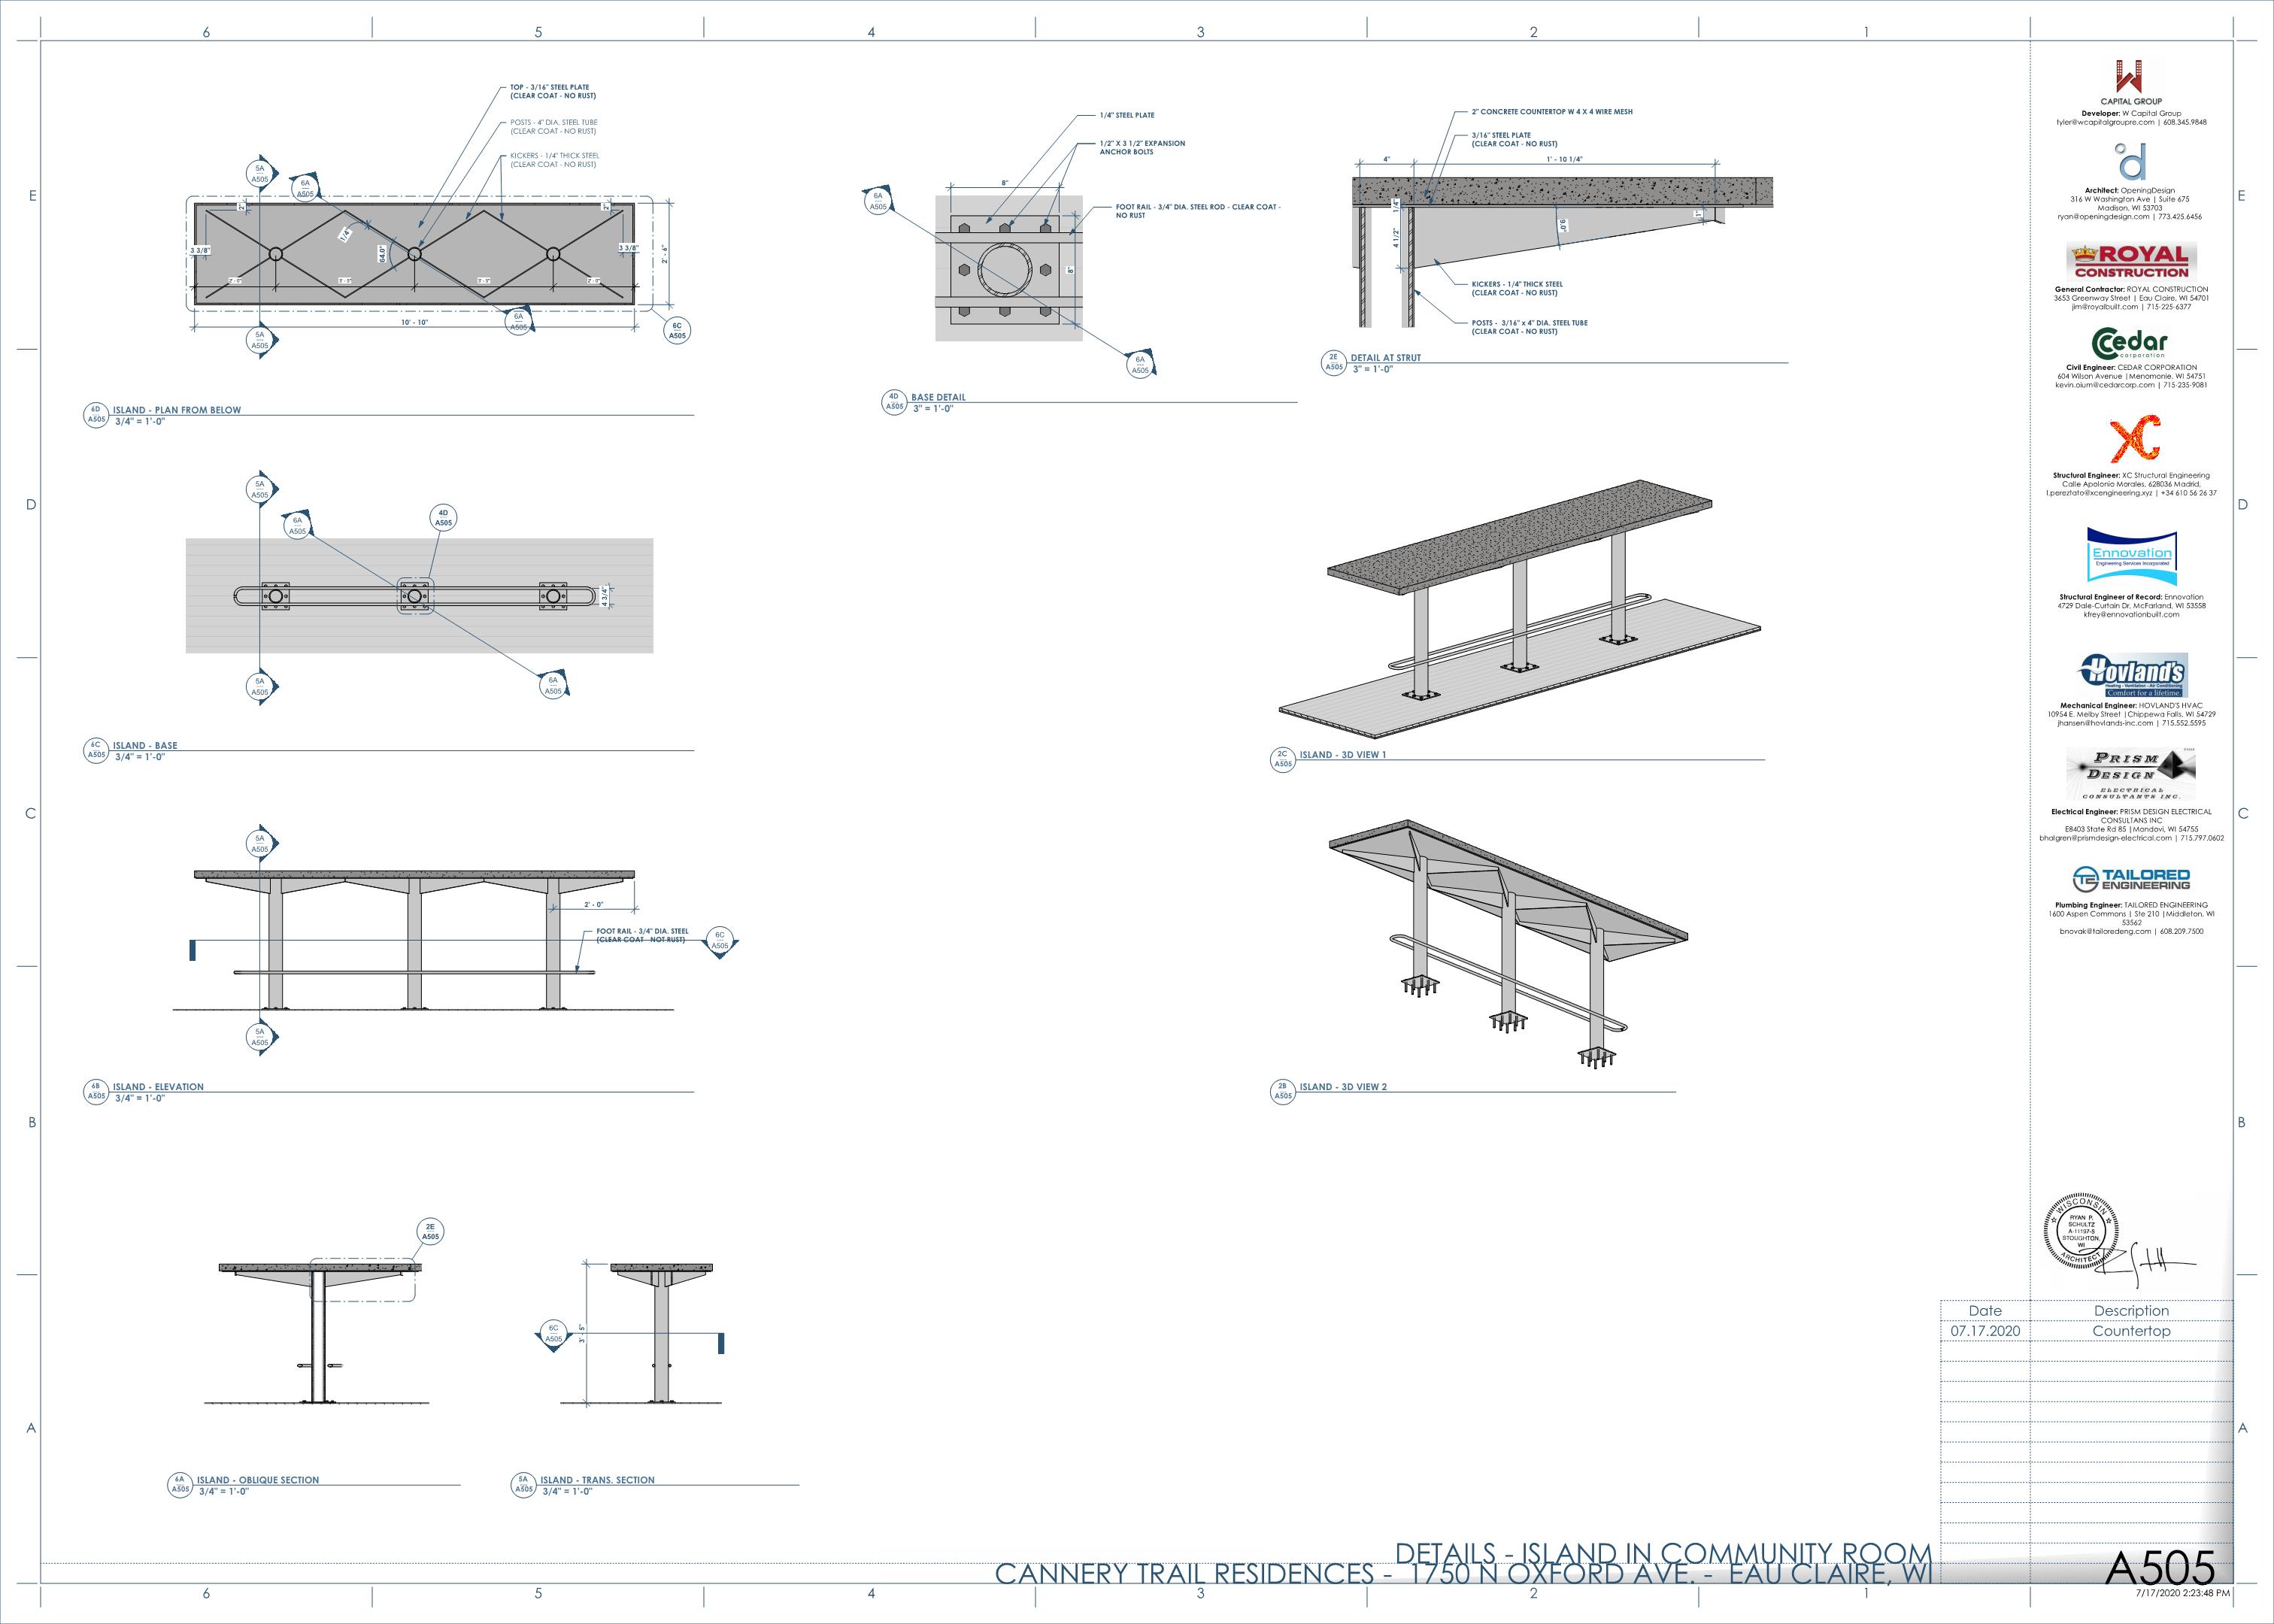 6 5 4 3 2 1
E
D
C
B
A
TOP - 3/16" STEEL PLATE
(CLEAR COAT - NO RUST)
POSTS - 4" DIA. STEEL TUBE
(CLEAR COAT - NO RUST)
KICKERS - 1/4" THICK STEEL
(CLEAR COAT - NO RUST)
5A
A505
6A
A505
2"
2"
1/4"
64.0°
3 3/8"
3 3/8"
2' - 6"
2' - 0"
2' - 0"
10' - 10"
6A
A505
5A
A505
6C
A505
6D
A505
ISLAND - PLAN FROM BELOW
3/4" = 1'-0"
1/4" STEEL PLATE
1/2" X 3 1/2" EXPANSION
ANCHOR BOLTS
8"
6A
A505
FOOT RAIL - 3/4" DIA. STEEL ROD - CLEAR COAT -
NO RUST
8"
6A
A505
4D
A505
BASE DETAIL
3" = 1'-0"
2" CONCRETE COUNTERTOP W 4 X 4 WIRE MESH
3/16" STEEL PLATE
(CLEAR COAT - NO RUST)
4"
1' - 10 1/4"
1/4"
4 1/2"
9.0°
1"
KICKERS - 1/4" THICK STEEL
(CLEAR COAT - NO RUST)
POSTS - 3/16" x 4" DIA. STEEL TUBE
(CLEAR COAT - NO RUST)
2E
A505
DETAIL AT STRUT
3" = 1'-0"
5A
A505
6A
A505
4D
A505
4 3/4"
5A
A505
6A
A505
6C
A505
ISLAND - BASE
3/4" = 1'-0"
2C
A505
ISLAND - 3D VIEW 1
5A
A505
2' - 0"
FOOT RAIL - 3/4" DIA. STEEL
(CLEAR COAT - NOT RUST)
6C
A505
5A
A505
6B
A505
ISLAND - ELEVATION
3/4" = 1'-0"
2B
A505
ISLAND - 3D VIEW 2
2E
A505
6C
A505
3' - 5"
6A
A505
ISLAND - OBLIQUE SECTION
3/4" = 1'-0"
5A
A505
ISLAND - TRANS. SECTION
3/4" = 1'-0"
W
CAPITAL GROUP
Developer: W Capital Group
tyler@wcapitalgroupre.com | 608.345.9848
Architect: OpeningDesign
316 W Washington Ave | Suite 675
Madison, WI 53703
ryan@openingdesign.com | 773.425.6456
ROYAL
CONSTRUCTION
General Contractor: ROYAL CONSTRUCTION
3653 Greenway Street | Eau Claire, WI 54701
jim@royalbuilt.com | 715-225-6377
Cedar
corporation
Civil Engineer: CEDAR CORPORATION
604 Wilson Avenue |Menomonie, WI 54751
kevin.oium@cedarcorp.com | 715-235-9081
XC
Structural Engineer: XC Structural Engineering
Calle Apolonio Morales, 628036 Madrid,
l.pereztato@xcengineering.xyz | +34 610 56 26 37
Ennovation
Engineering Services Incorporated
Structural Engineer of Record: Ennovation
4729 Dale-Curtain Dr, McFarland, WI 53558
kfrey@ennovationbuilt.com
Hovland's
Heating - Ventilation - Air Conditioning
Comfort for a lifetime.
Mechanical Engineer: HOVLAND'S HVAC
10954 E. Melby Street |Chippewa Falls, WI 54729
jhansen@hovlands-inc.com | 715.552.5595
PRISM
DESIGN
ELECTRICAL
CONSULTANTS INC.
Electrical Engineer: PRISM DESIGN ELECTRICAL
CONSULTANS INC
E8403 State Rd 85 |Mondovi, WI 54755
bhalgren@prismdesign-electrical.com | 715.797.0602
TE TAILORED
ENGINEERING
Plumbing Engineer: TAILORED ENGINEERING
1600 Aspen Commons | Ste 210 |Middleton, WI
53562
bnovak@tailoredeng.com | 608.209.7500
WISCONSIN
RYAN P.
SCHULTZ
A-11197-5
STOUGHTON,
WI
ARCHITECT
Date Description
07.17.2020 Countertop
DETAILS - ISLAND IN COMMUNITY ROOM
CANNERY TRAIL RESIDENCES - 1750 N OXFORD AVE. - EAU CLAIRE, WI
A505
7/17/2020 2:23:48 PM
E
D
C
B
A
6 5 4 3 2 1